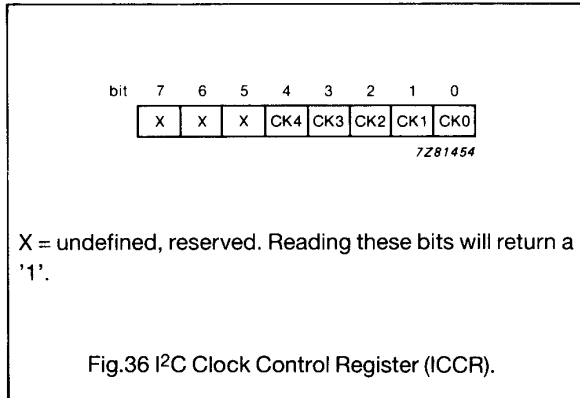 bit 7 6 5 4 3 2 1 0
X X X CK4 CK3 CK2 CK1 CK0
7Z81454
X = undefined, reserved. Reading these bits will return a
'1'.
Fig.36 I²C Clock Control Register (ICCR).